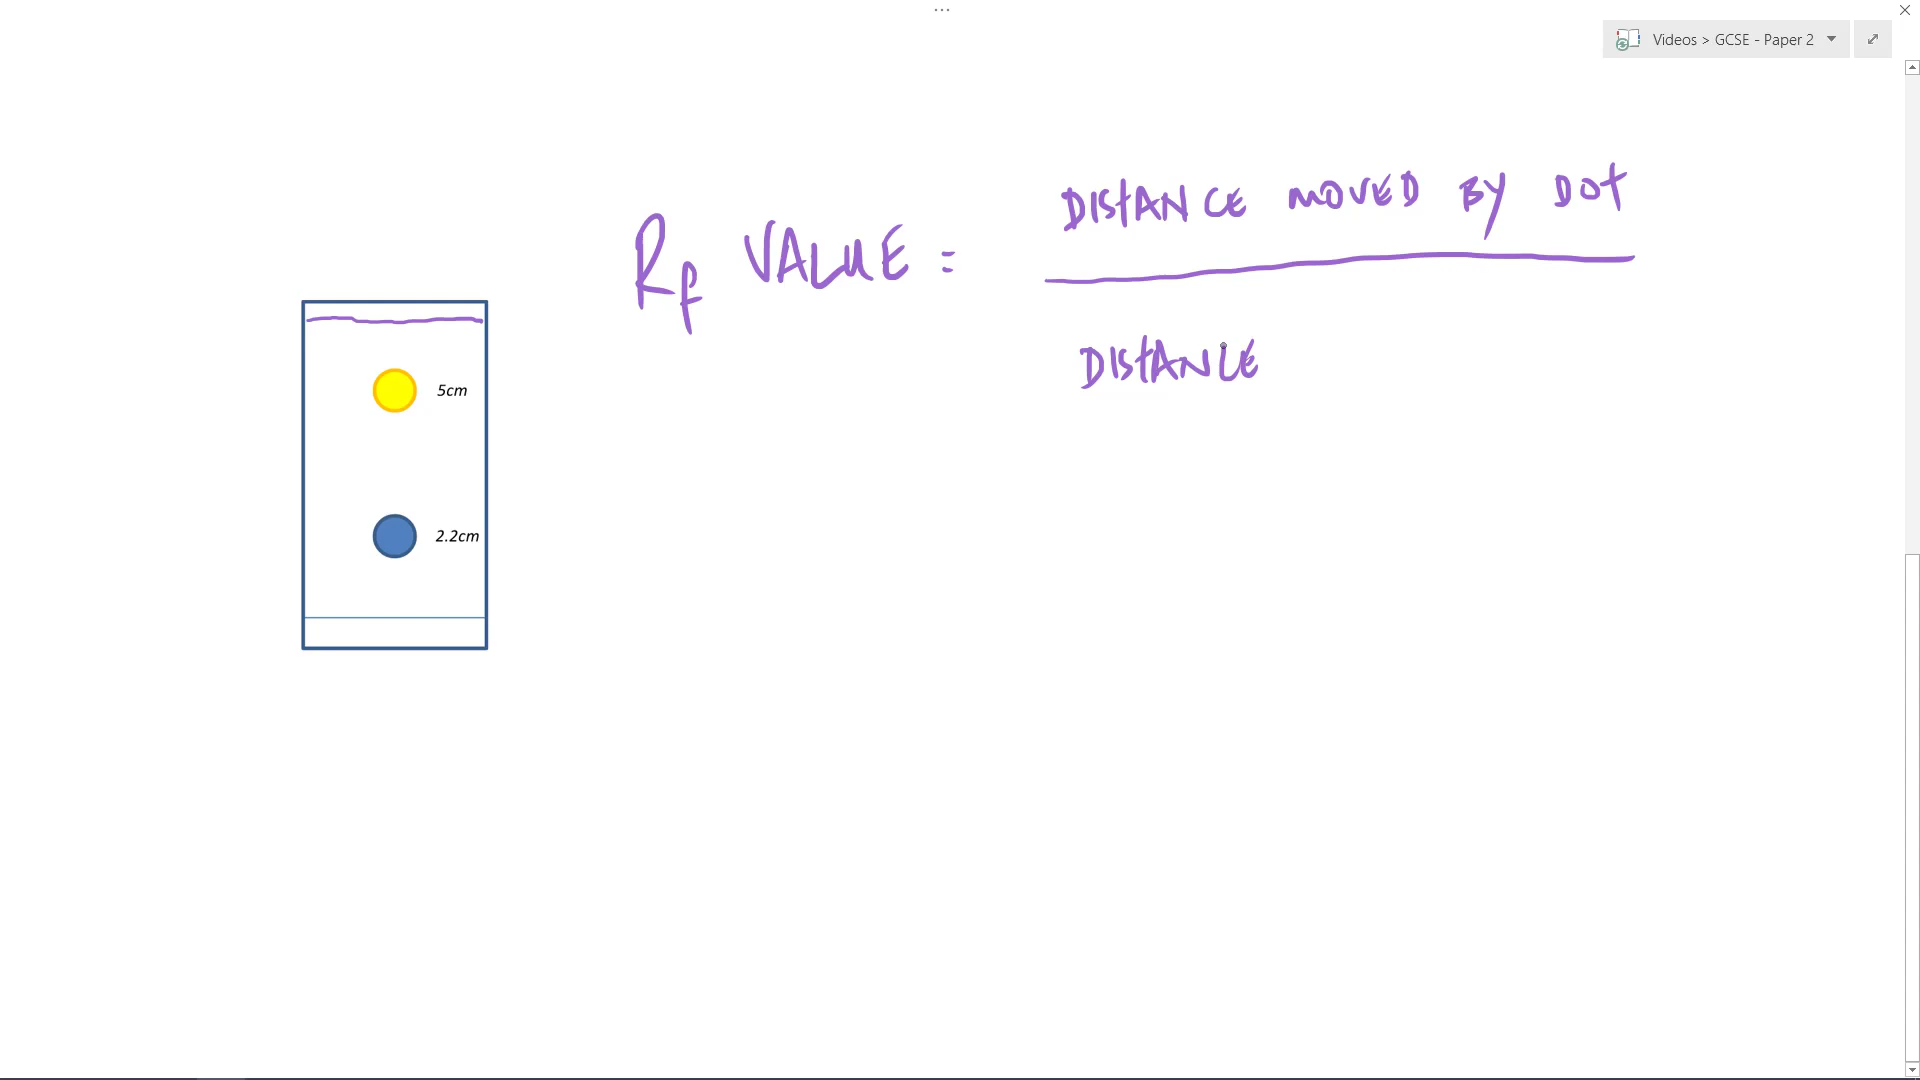 ...
Videos > GCSE - Paper 2
DISTANCE MOVED BY DOT
Rf VALUE =
DISTANCE
5cm
2.2cm